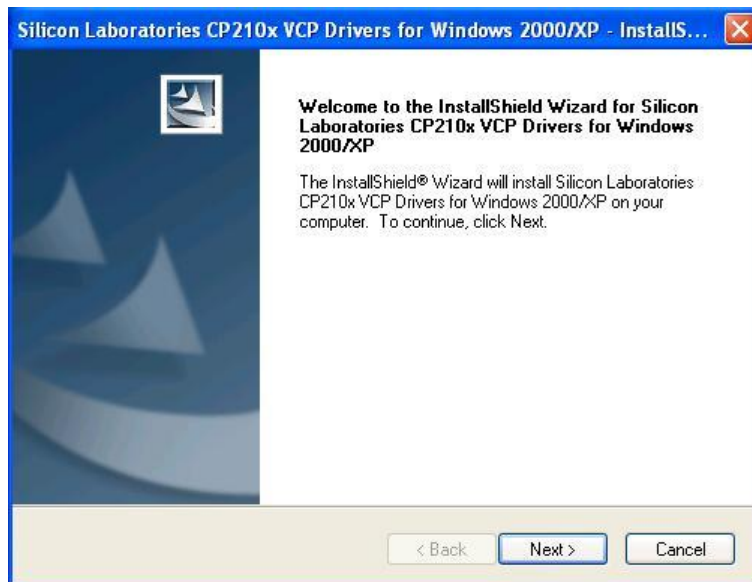 Silicon Laboratories CP210x VCP Drivers for Windows 2000/XP - InstallS...
Welcome to the InstallShield Wizard for Silicon
Laboratories CP210x VCP Drivers for Windows
2000/XP
The InstallShield® Wizard will install Silicon Laboratories
CP210x VCP Drivers for Windows 2000/XP on your
computer. To continue, click Next.
< Back Next > Cancel